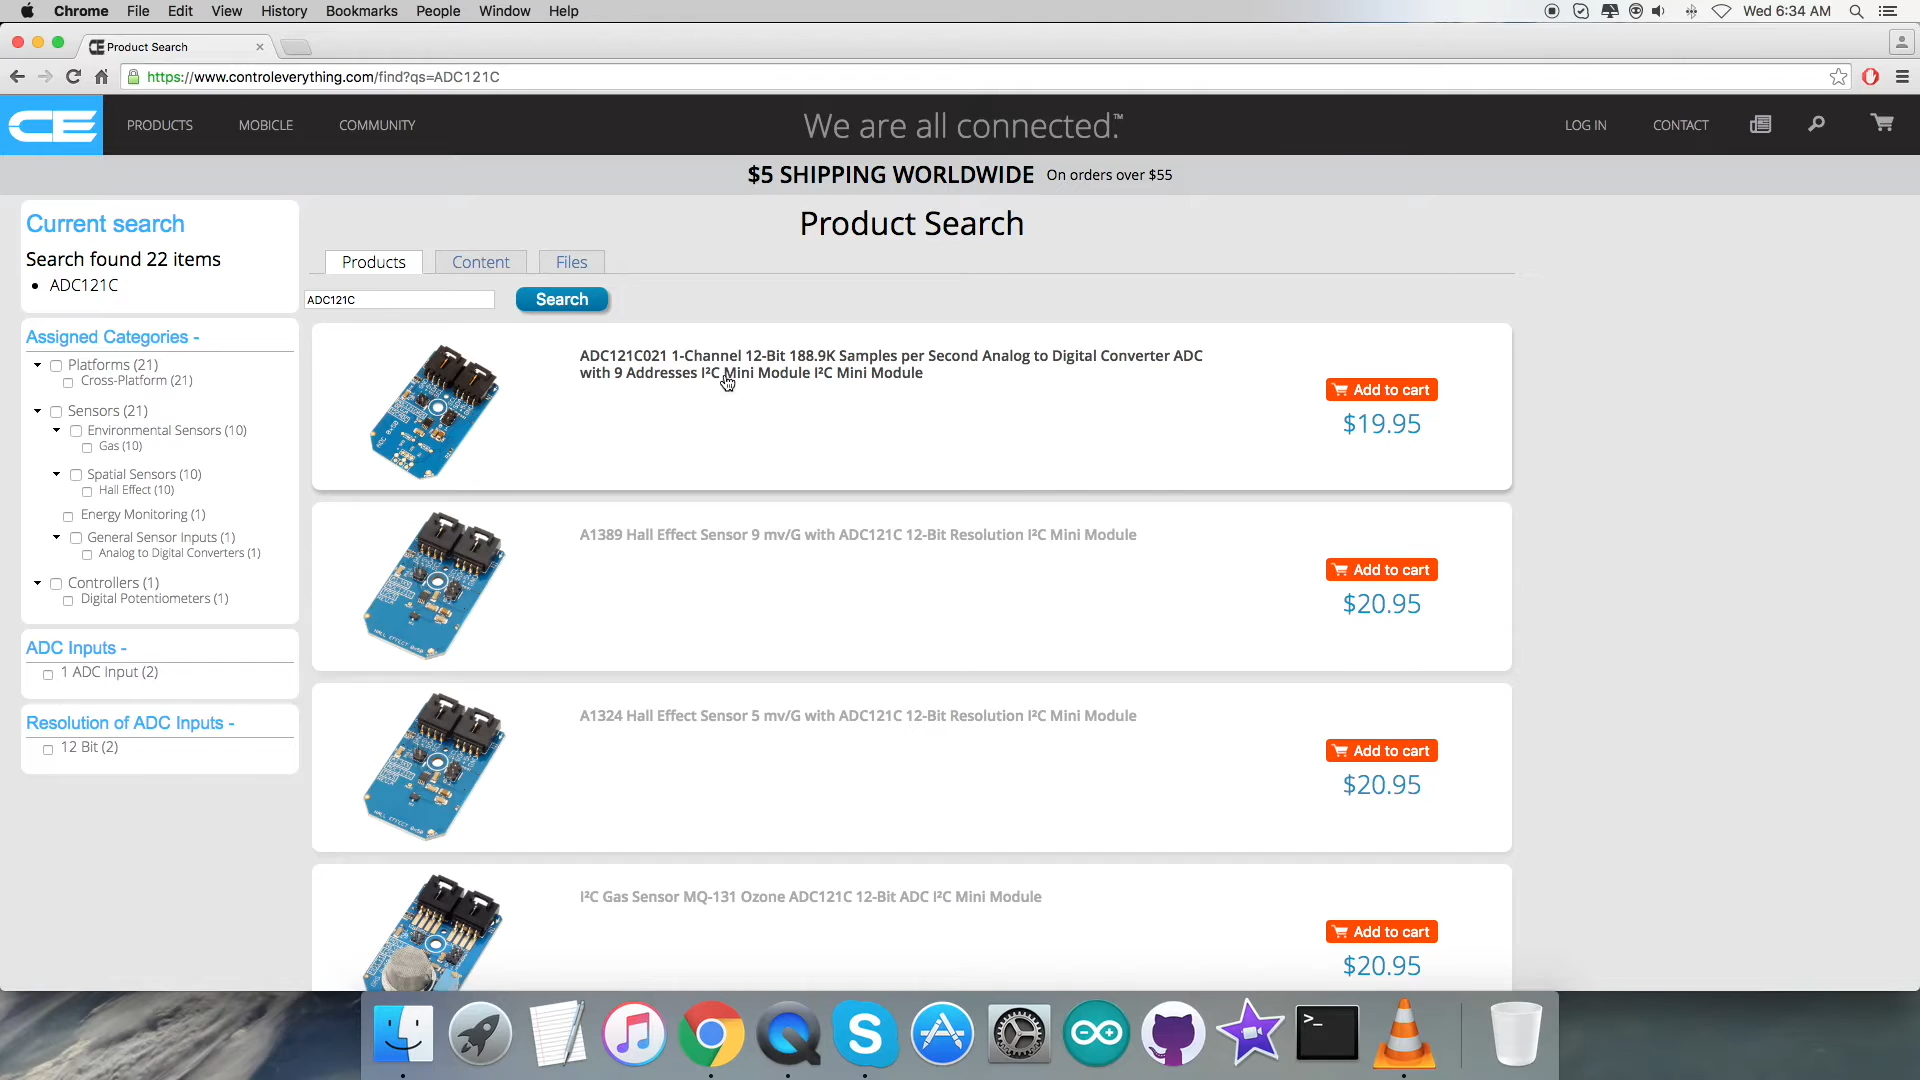 Chrome File Edit View History Bookmarks People Window Help Wed 6:34 AM
Product Search
https://www.controleverything.com/find?qs=ADC121C
CE PRODUCTS MOBICLE COMMUNITY We are all connected.™ LOG IN CONTACT
$5 SHIPPING WORLDWIDE On orders over $55
Current search
Search found 22 items
• ADC121C
Assigned Categories -
Platforms (21)
Cross-Platform (21)
Sensors (21)
Environmental Sensors (10)
Gas (10)
Spatial Sensors (10)
Hall Effect (10)
Energy Monitoring (1)
General Sensor Inputs (1)
Analog to Digital Converters (1)
Controllers (1)
Digital Potentiometers (1)
ADC Inputs -
1 ADC Input (2)
Resolution of ADC Inputs -
12 Bit (2)
Product Search
Products Content Files
ADC121C Search
ADC121C021 1-Channel 12-Bit 188.9K Samples per Second Analog to Digital Converter ADC
with 9 Addresses I²C Mini Module I²C Mini Module
Add to cart
$19.95
A1389 Hall Effect Sensor 9 mv/G with ADC121C 12-Bit Resolution I²C Mini Module
Add to cart
$20.95
HALL EFFECT 0x50
A1324 Hall Effect Sensor 5 mv/G with ADC121C 12-Bit Resolution I²C Mini Module
Add to cart
$20.95
HALL EFFECT 0x50
I²C Gas Sensor MQ-131 Ozone ADC121C 12-Bit ADC I²C Mini Module
Add to cart
$20.95